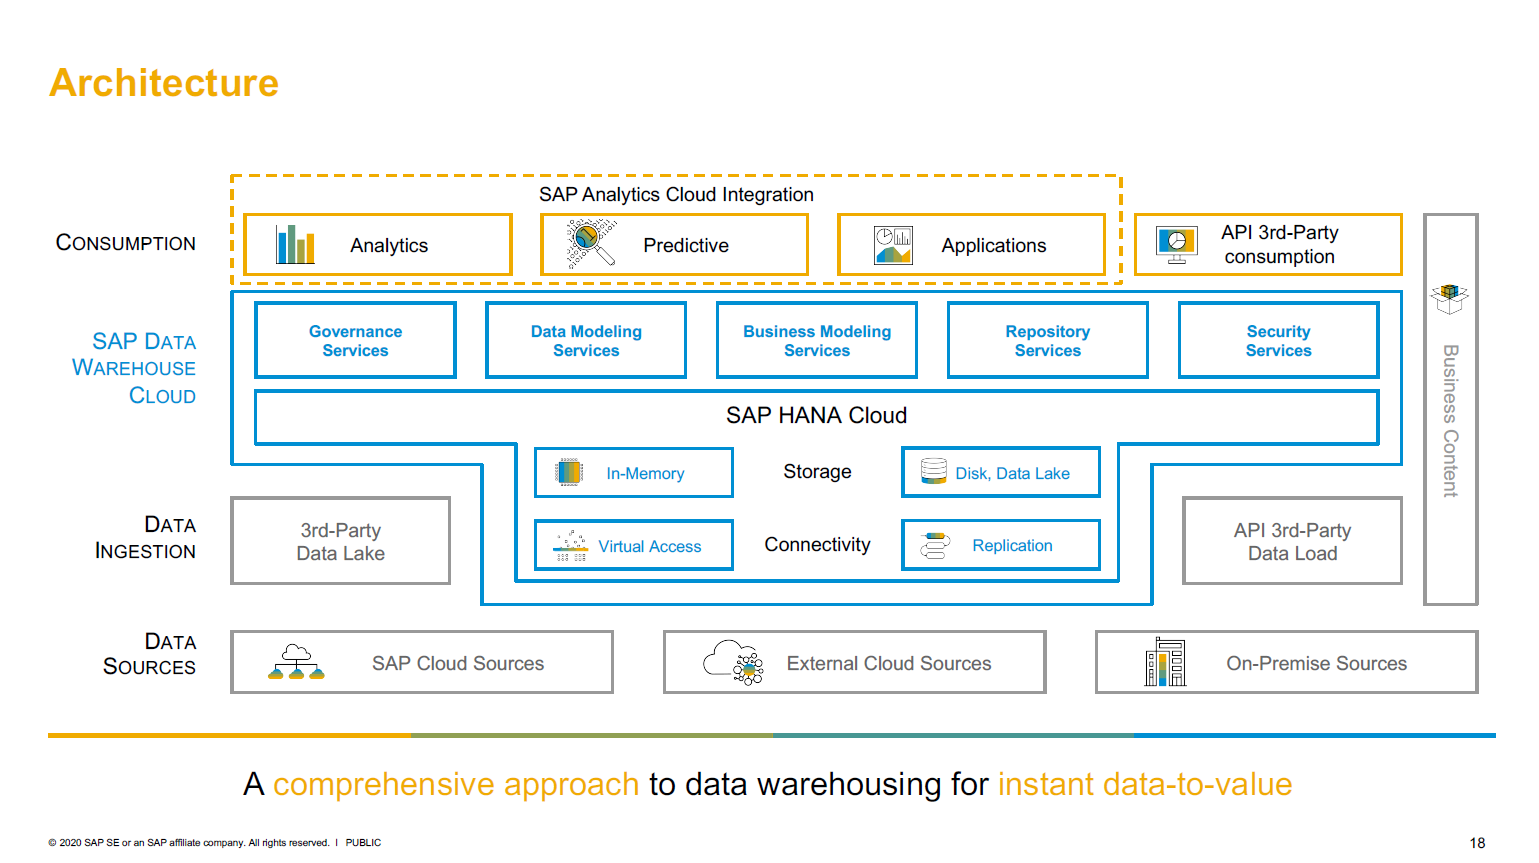 Architecture
SAP Analytics Cloud Integration
CONSUMPTION
Analytics
Predictive
Applications
API 3rd-Party
consumption
SAP DATA
WAREHOUSE
CLOUD
Governance
Services
Data Modeling
Services
Business Modeling
Services
Repository
Services
Security
Services
Business Content
SAP HANA Cloud
In-Memory
Storage
Disk, Data Lake
DATA
INGESTION
3rd-Party
Data Lake
Virtual Access
Connectivity
Replication
API 3rd-Party
Data Load
DATA
SOURCES
SAP Cloud Sources
External Cloud Sources
On-Premise Sources
A comprehensive approach to data warehousing for instant data-to-value
© 2020 SAP SE or an SAP affiliate company. All rights reserved. I PUBLIC
18